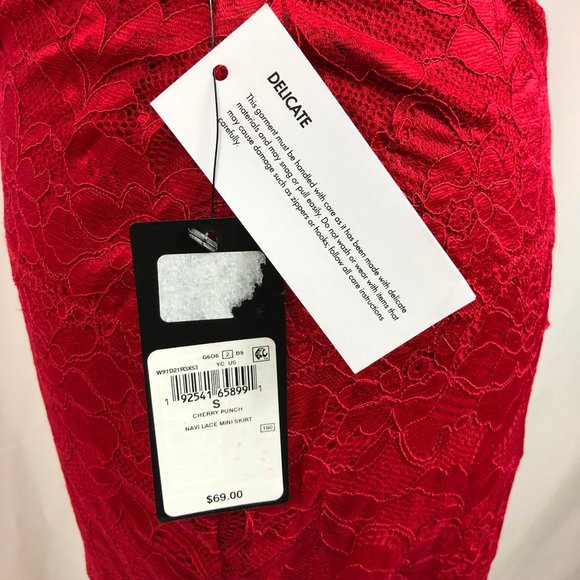 DELICATE
This garment must be handled with care as it has been made with delicate
materials and may snag or pull easily. Do not wash or wear with items that
may cause damage such as zippers or hooks; follow all care instructions
carefully.
G6O6 2 B9
W91D21R3X53 YC US
1 92541 65899 1
S
CHERRY PUNCH
NAVI LACE MINI SKIRT
190
$69.00